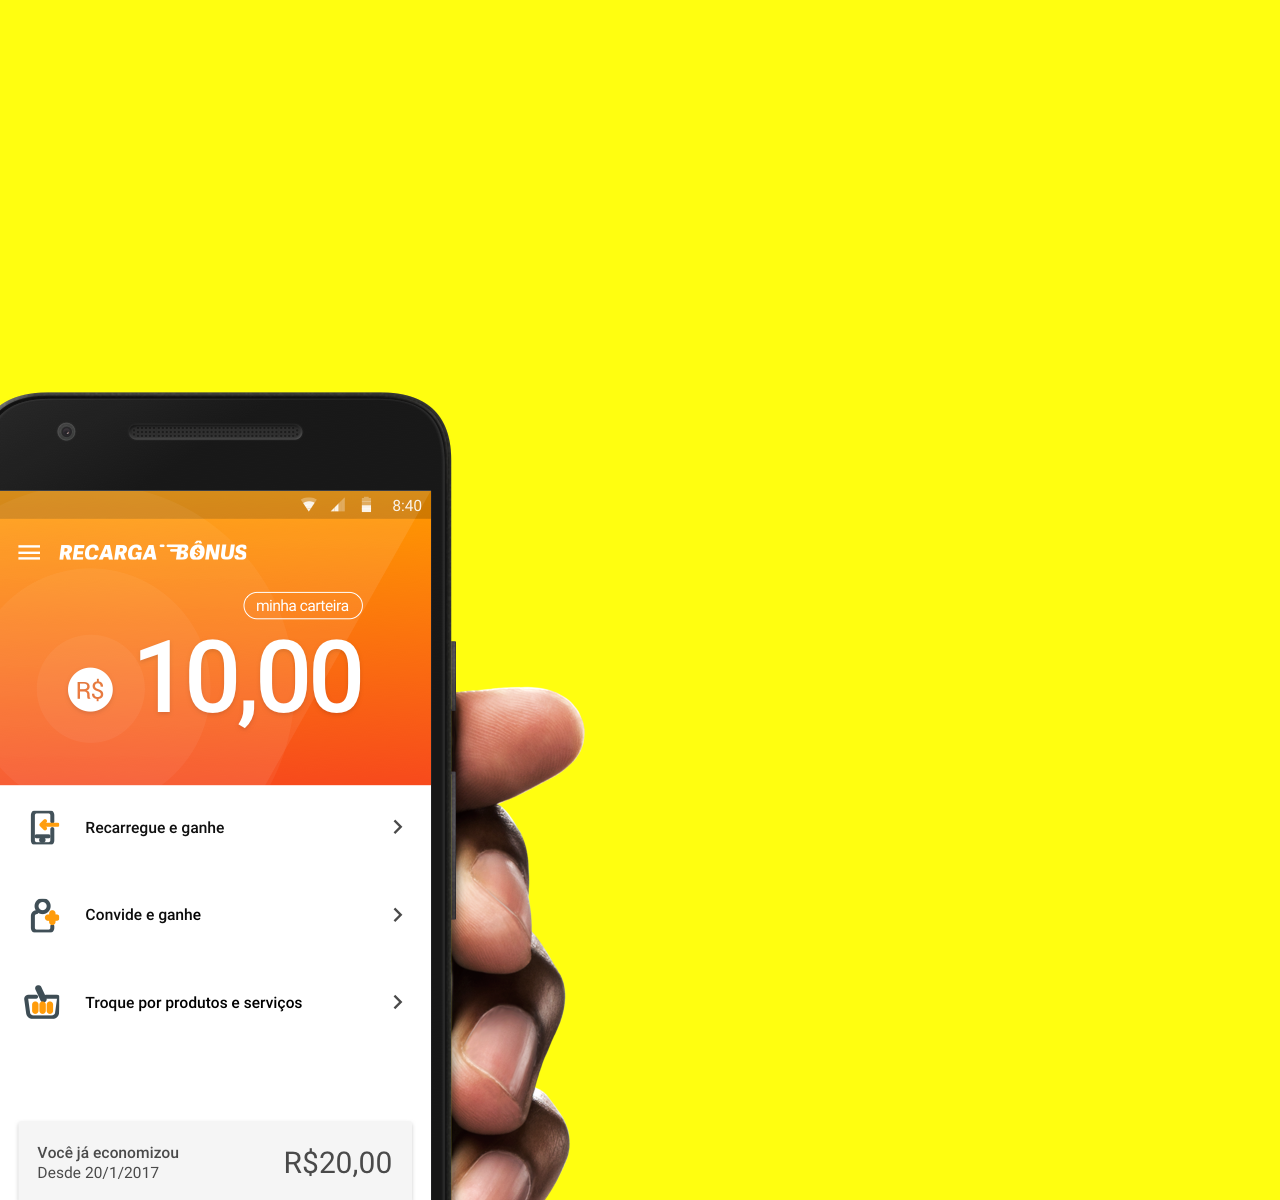 8:40
RECARGA BÔNUS
minha carteira
R$ 10,00
Recarregue e ganhe
Convide e ganhe
Troque por produtos e serviços
Você já economizou
Desde 20/1/2017
R$20,00